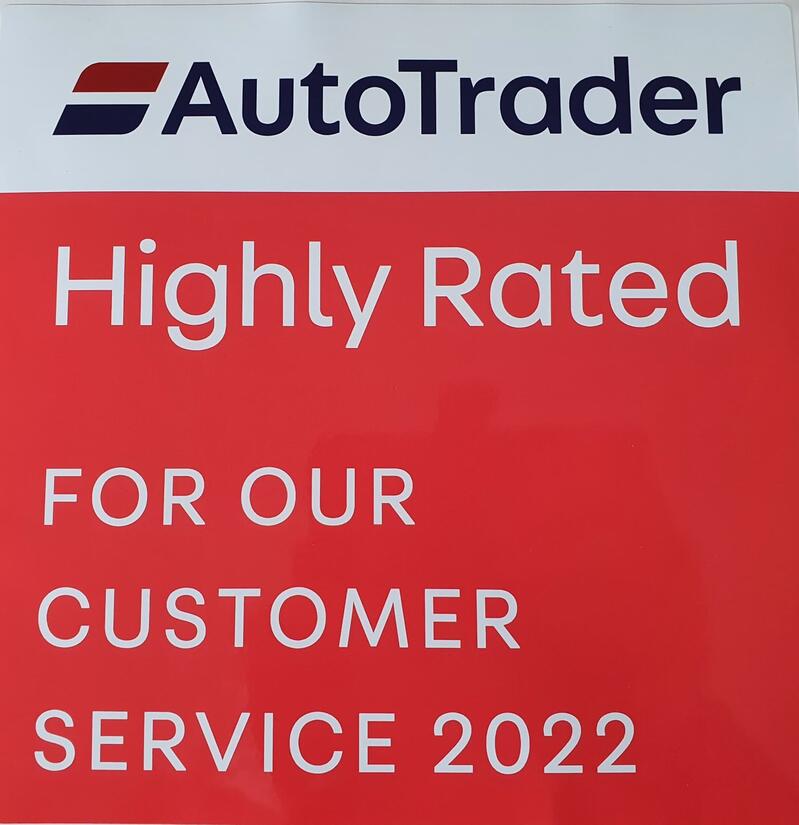 AutoTrader
Highly Rated
FOR OUR
CUSTOMER
SERVICE 2022